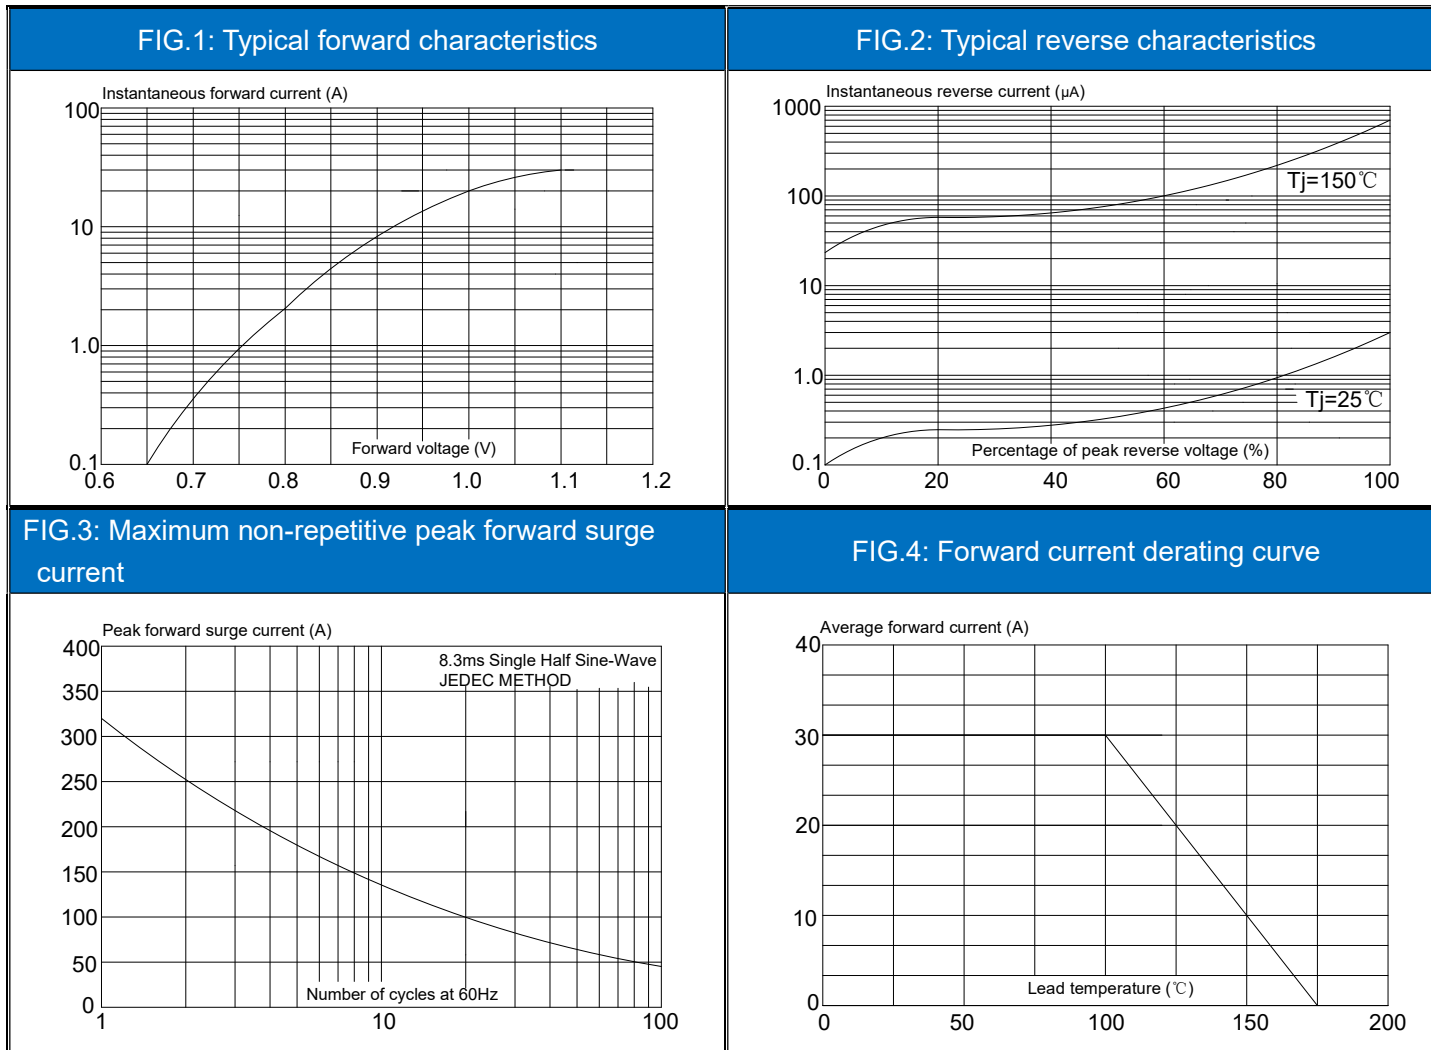 FIG.1: Typical forward characteristics
Instantaneous forward current (A)
100
10
1.0
0.1
Forward voltage (V)
0.6 0.7 0.8 0.9 1.0 1.1 1.2
FIG.2: Typical reverse characteristics
Instantaneous reverse current (μA)
1000
Tj=150℃
100
10
1.0
Tj=25℃
0.1
Percentage of peak reverse voltage (%)
0 20 40 60 80 100
FIG.3: Maximum non-repetitive peak forward surge
current
Peak forward surge current (A)
400
8.3ms Single Half Sine-Wave
JEDEC METHOD
350
300
250
200
150
100
50
0
Number of cycles at 60Hz
1 10 100
FIG.4: Forward current derating curve
Average forward current (A)
40
30
20
10
0
Lead temperature (℃)
0 50 100 150 200